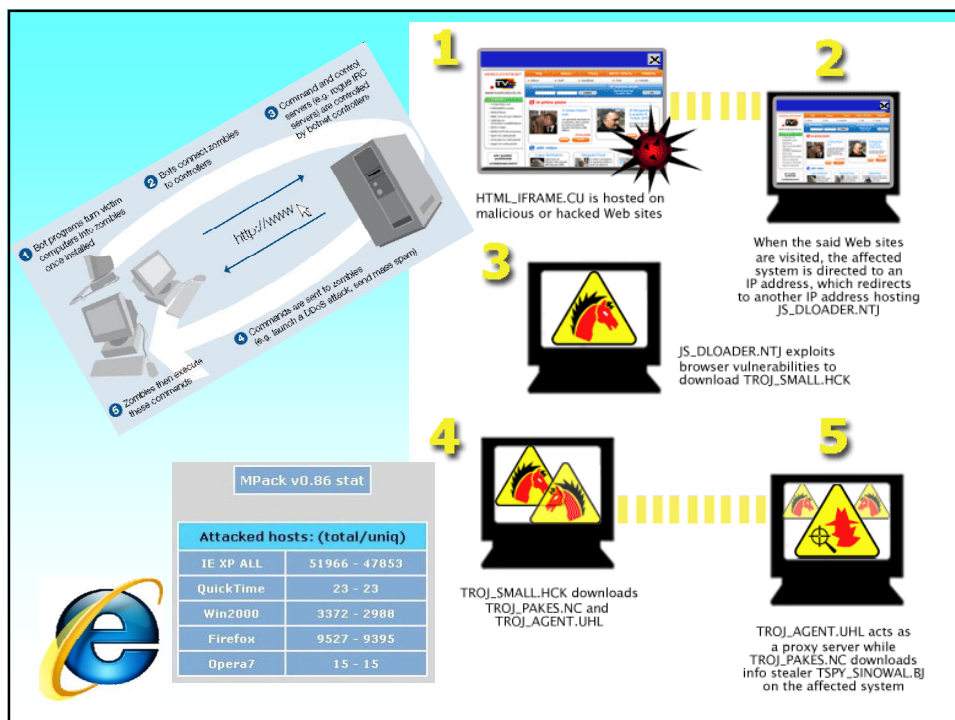 1 Bot programs turn victim
computers into zombies
once installed
2 Bots connect zombies
to controllers
3 Command and control
servers (e.g. rogue IRC
servers) are controlled
by botnet controllers
http://www
4 Commands are sent to zombies
(e.g. launch a DDoS attack, send mass spam)
5 Zombies then execute
these commands
1
HTML_IFRAME.CU is hosted on
malicious or hacked Web sites
2
When the said Web sites
are visited, the affected
system is directed to an
IP address, which redirects
to another IP address hosting
JS_DLOADER.NTJ
3
JS_DLOADER.NTJ exploits
browser vulnerabilities to
download TROJ_SMALL.HCK
4
TROJ_SMALL.HCK downloads
TROJ_PAKES.NC and
TROJ_AGENT.UHL
5
TROJ_AGENT.UHL acts as
a proxy server while
TROJ_PAKES.NC downloads
info stealer TSPY_SINOWAL.BJ
on the affected system
MPack v0.86 stat
Attacked hosts: (total/uniq)
IE XP ALL 51966 - 47853
QuickTime 23 - 23
Win2000 3372 - 2988
Firefox 9527 - 9395
Opera7 15 - 15